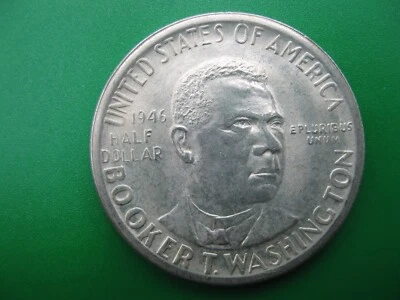 UNITED STATES OF AMERICA
1946
HALF
DOLLAR
E PLURIBUS
UNUM
BOOKER T. WASHINGTON